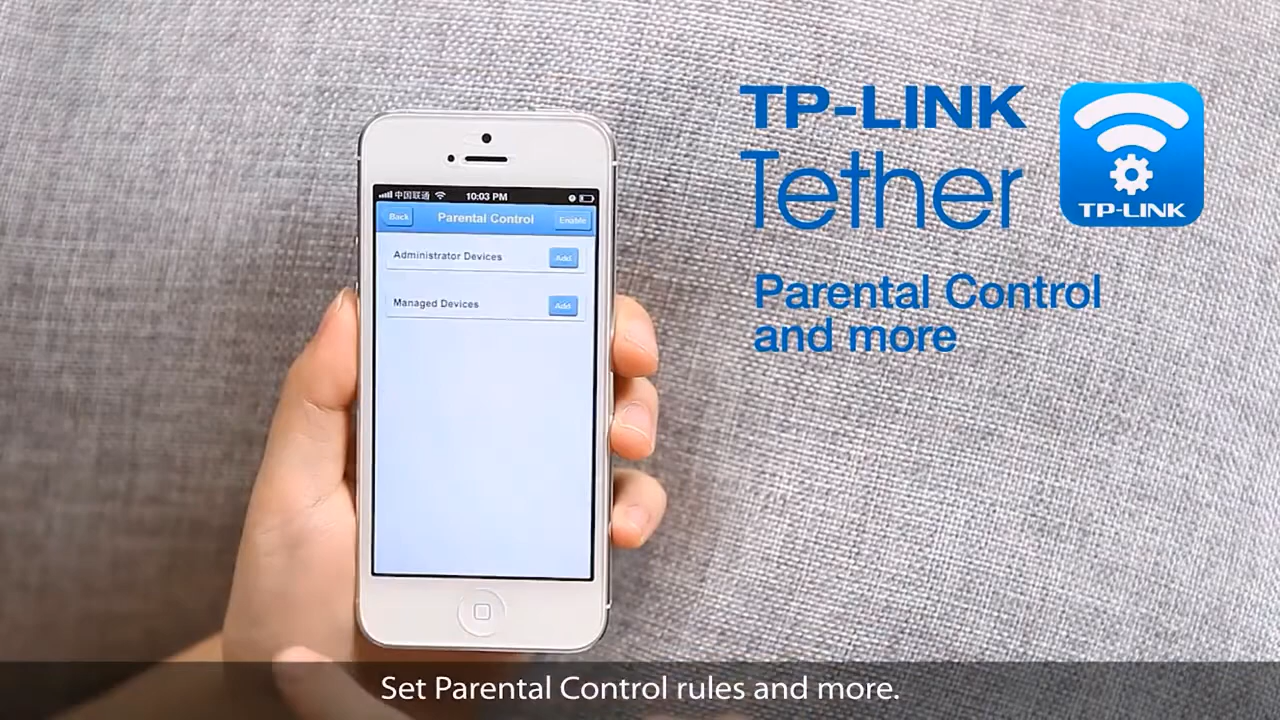 TP-LINK
Tether
TP-LINK
Parental Control
and more
中国联通
10:03 PM
Back
Parental Control
Enable
Administrator Devices
Add
Managed Devices
Add
Set Parental Control rules and more.